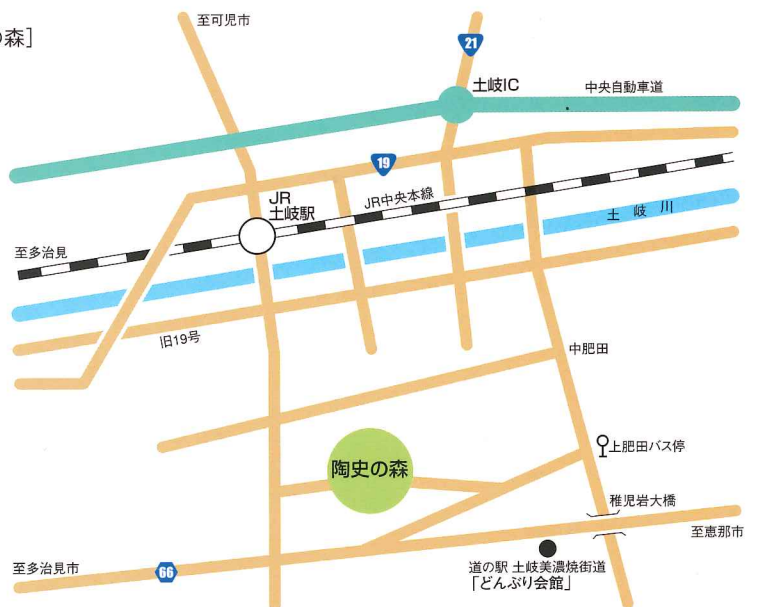 の森]
至可児市
21
土岐IC
中央自動車道
19
JR
土岐駅
JR中央本線
土岐川
至多治見
旧19号
中肥田
陶史の森
上肥田バス停
稚児岩大橋
至恵那市
至多治見市
66
道の駅 土岐美濃焼街道
「どんぶり会館」